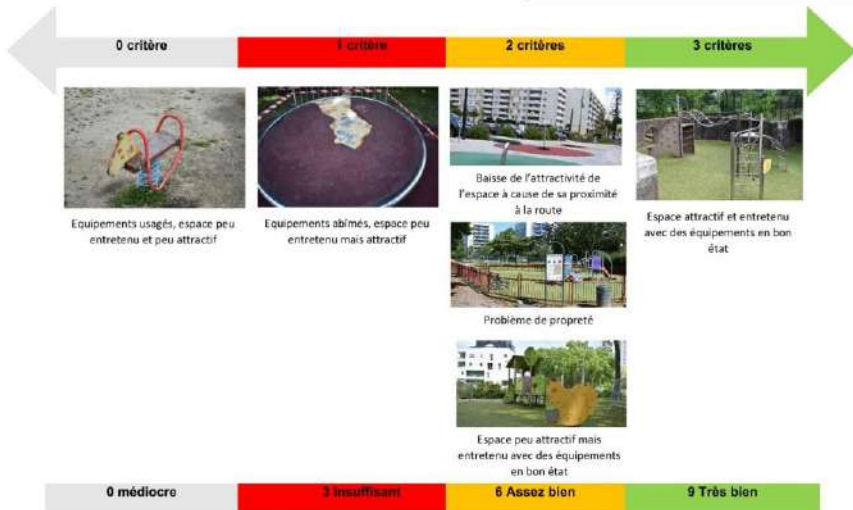 0 critère
1 critère
2 critères
3 critères
Equipements usagés, espace peu
entretenu et peu attractif
Equipements abîmés, espace peu
entretenu mais attractif
Baisse de l'attractivité de
l'espace à cause de sa proximité
à la route
Problème de propreté
Espace peu attractif mais
entretenu avec des équipements
en bon état
Espace attractif et entretenu
avec des équipements en bon
état
0 médiocre
3 Insuffisant
6 Assez bien
9 Très bien